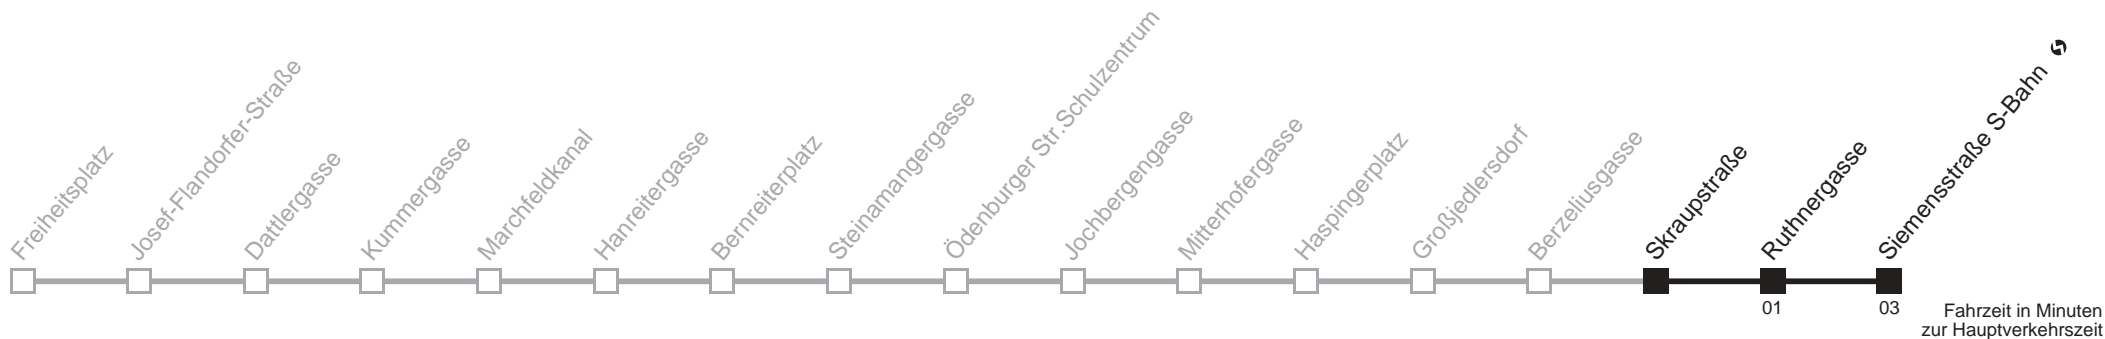 Freiheitsplatz
Josef-Flandorfer-Straße
Dattlergasse
Kummergasse
Marchfeldkanal
Hanreitergasse
Bernreiterplatz
Steinamangergasse
Ödenburger Str.Schulzentrum
Jochbergengasse
Mitterhofergasse
Haspingerplatz
Großjedlersdorf
Berzeliusgasse
Skraupstraße
Ruthnergasse
Siemensstraße S-Bahn
01
03
Fahrzeit in Minuten
zur Hauptverkehrszeit